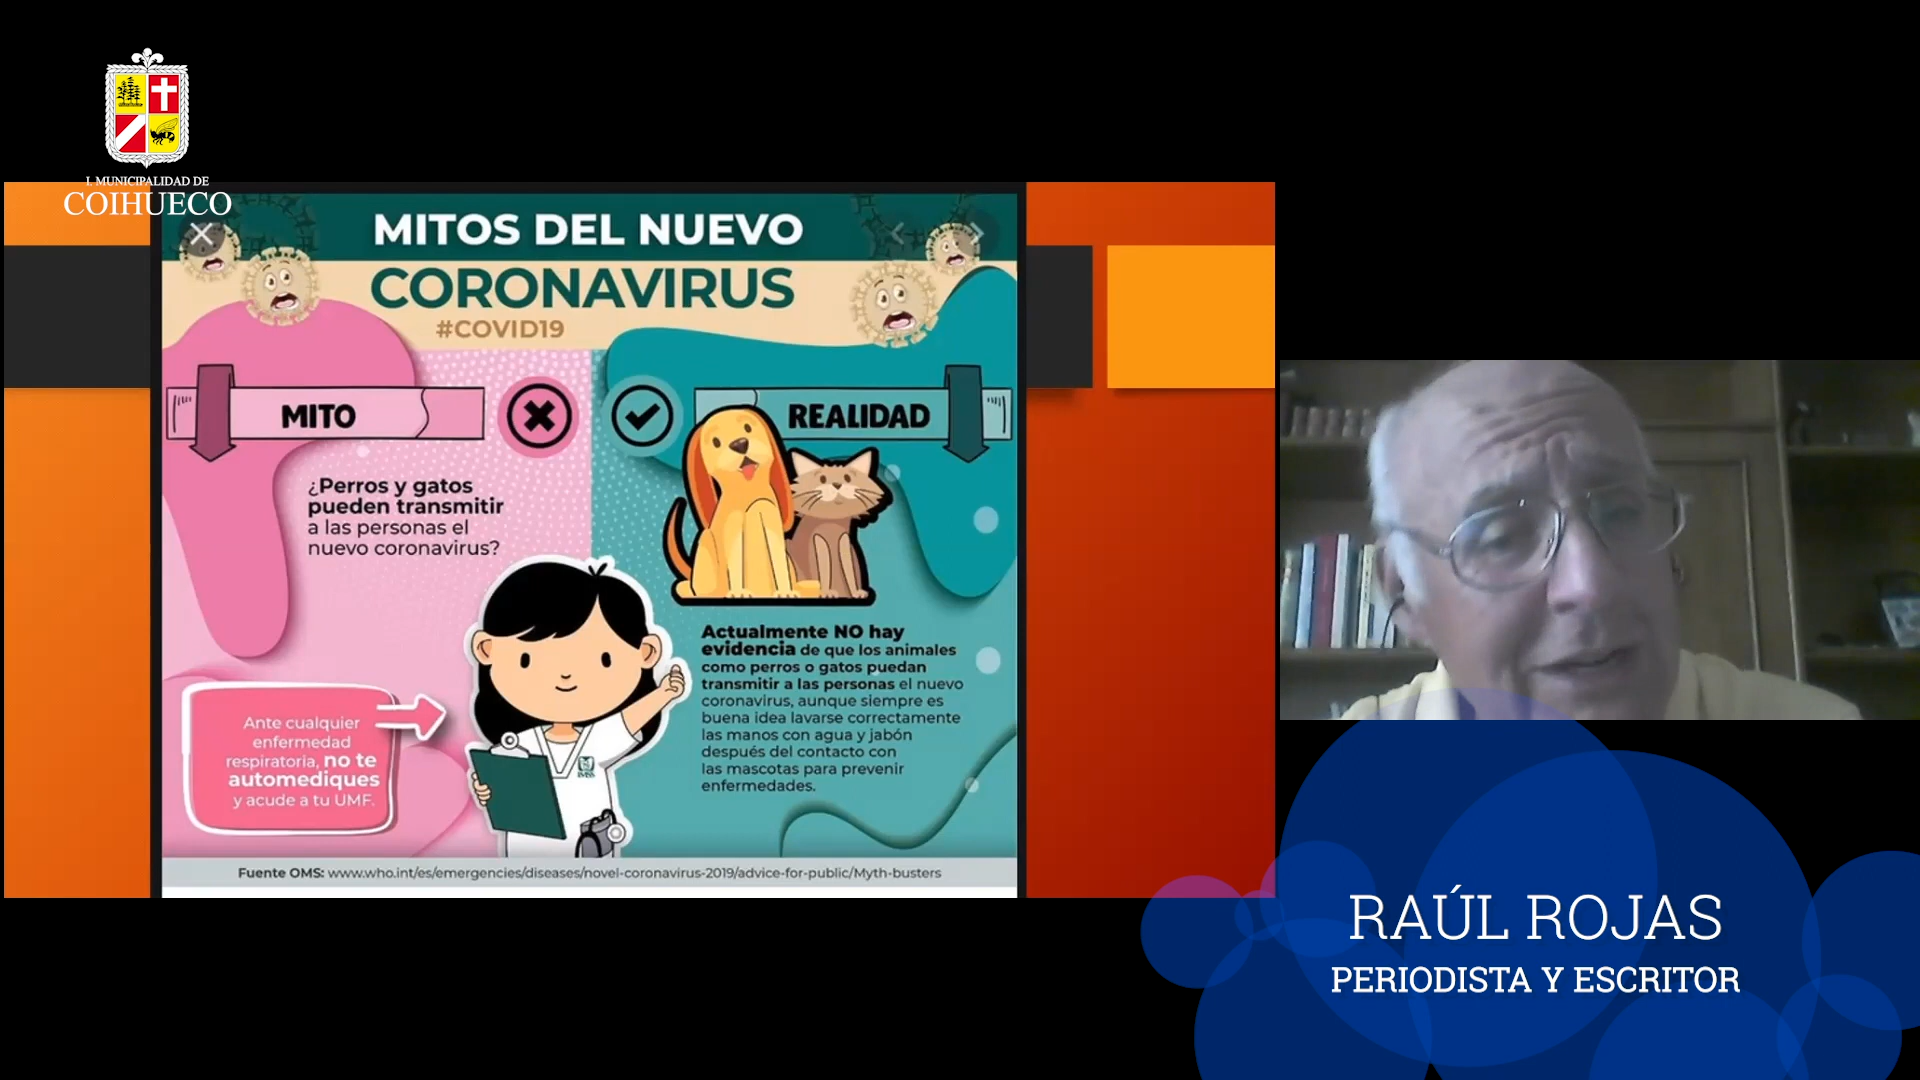 I. MUNICIPALIDAD DE
COIHUECO
MITOS DEL NUEVO
CORONAVIRUS
#COVID19
MITO
REALIDAD
¿Perros y gatos
pueden transmitir
a las personas el
nuevo coronavirus?
Actualmente NO hay
evidencia de que los animales
como perros o gatos puedan
transmitir a las personas el nuevo
coronavirus, aunque siempre es
buena idea lavarse correctamente
las manos con agua y jabón
después del contacto con
las mascotas para prevenir
enfermedades.
Ante cualquier
enfermedad
respiratoria, no te
automediques
y acude a tu UMF.
IMSS
Fuente OMS: www.who.int/es/emergencies/diseases/novel-coronavirus-2019/advice-for-public/Myth-busters
RAÚL ROJAS
PERIODISTA Y ESCRITOR